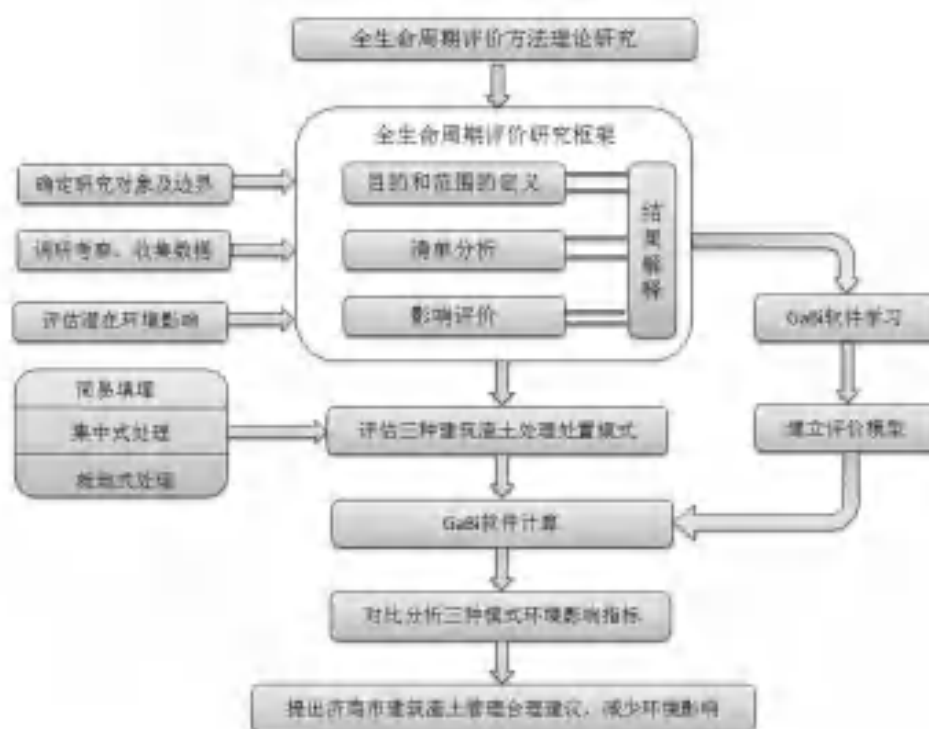 全生命周期评价方法理论研究
全生命周期评价研究框架
确定研究对象及边界
目的和范围的定义
调研考察、收集数据
清单分析
结果解释
评估潜在环境影响
影响评价
GaBi软件学习
简易填埋
集中式处理
就地式处理
评估三种建筑渣土处理处置模式
建立评价模型
GaBi软件计算
对比分析三种模式环境影响指标
提出济南市建筑渣土管理合理建议，减少环境影响